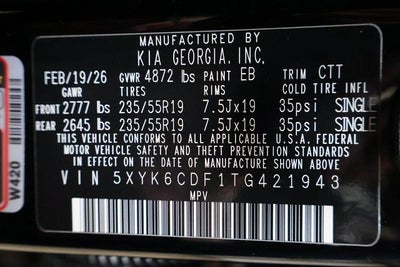 MANUFACTURED BY
KIA GEORGIA, INC.
FEB/19/26 GVWR 4872 lbs PAINT EB TRIM CTT
GAWR TIRES RIMS COLD TIRE INFL
FRONT 2777 lbs 235/55R19 7.5Jx19 35psi SINGLE
REAR 2645 lbs 235/55R19 7.5Jx19 35psi SINGLE
THIS VEHICLE CONFORMS TO ALL APPLICABLE U.S.A. FEDERAL
MOTOR VEHICLE SAFETY AND THEFT PREVENTION STANDARDS
IN EFFECT ON THE DATE OF MANUFACTURE SHOWN ABOVE.
VIN 5XYK6CDF1TG421943
MPV
W420